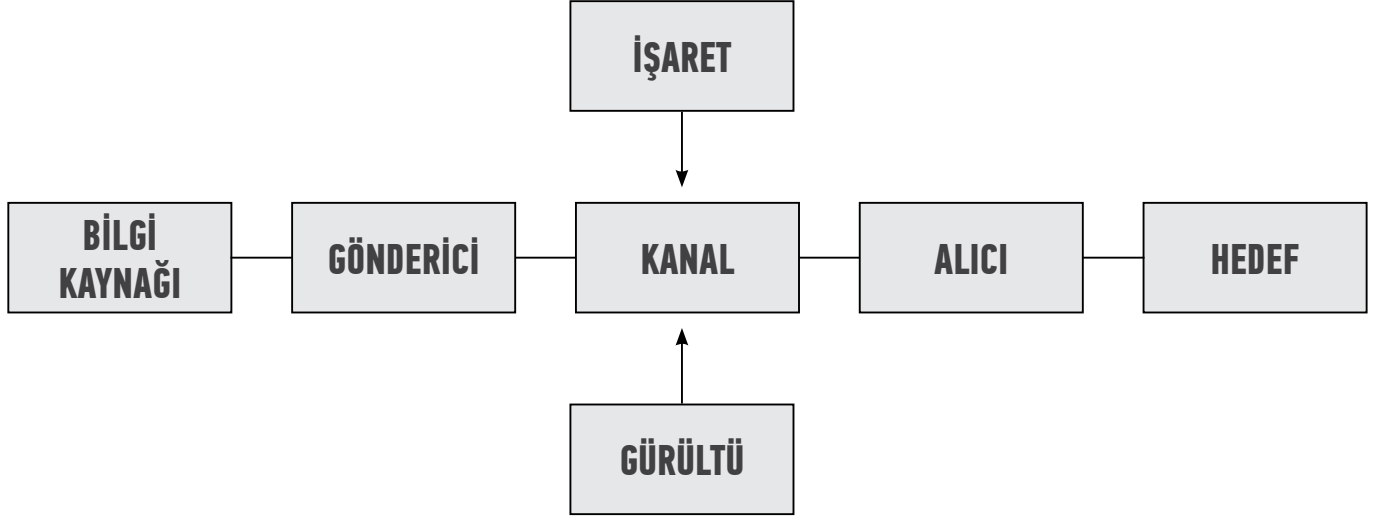 İŞARET
BİLGİ
KAYNAĞI
GÖNDERİCİ
KANAL
ALICI
HEDEF
GÜRÜLTÜ